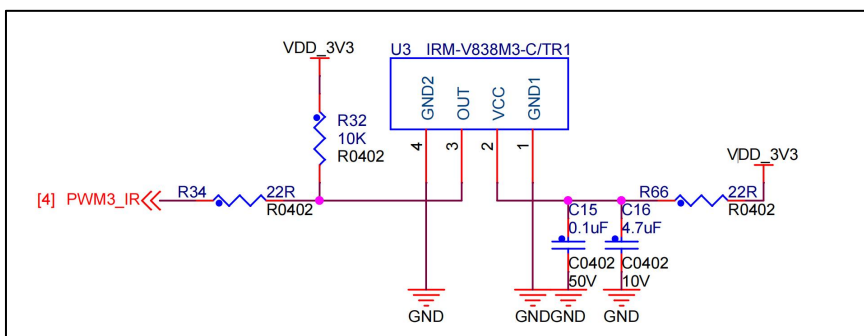 VDD_3V3
U3 IRM-V838M3-C/TR1
GND2
OUT
VCC
GND1
R32
10K
R0402
4
3
2
1
VDD_3V3
[4] PWM3_IR
R34
22R
R0402
R66
22R
R0402
C15
0.1uF
C0402
50V
C16
4.7uF
C0402
10V
GND
GND
GND
GND